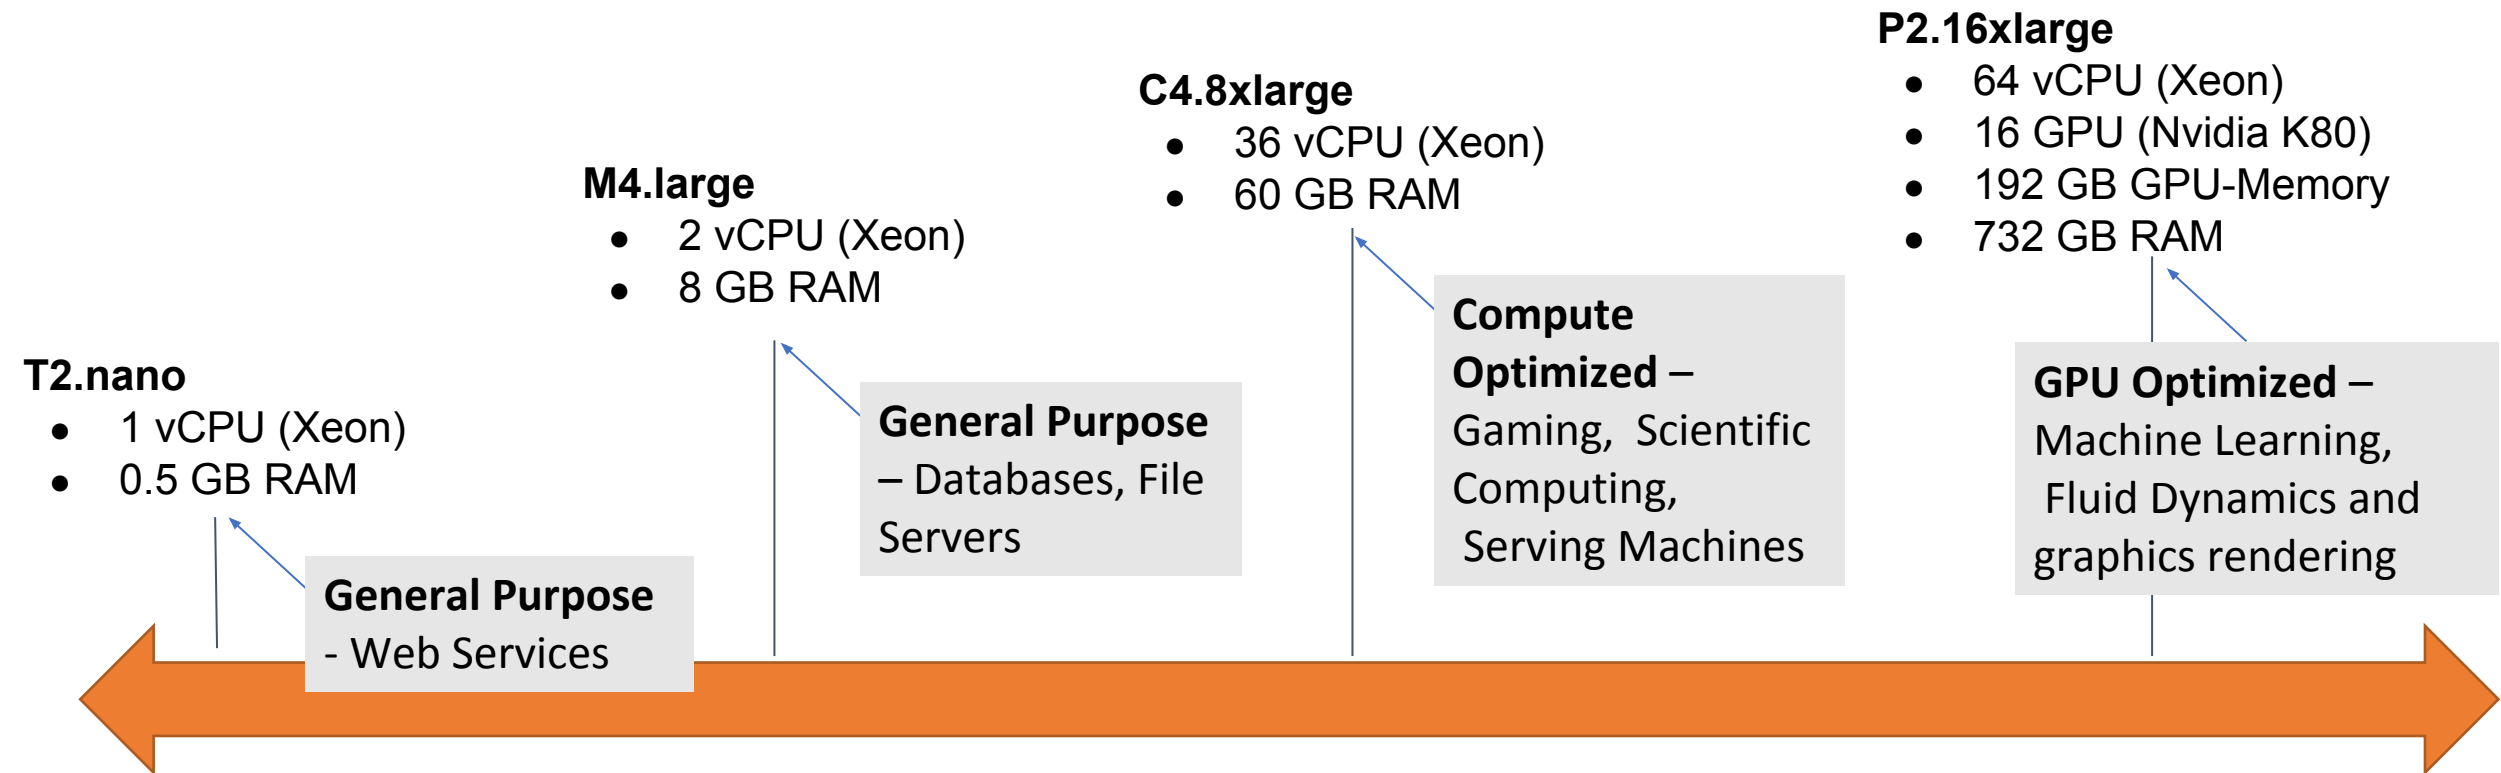 T2.nano
● 1 vCPU (Xeon)
● 0.5 GB RAM
General Purpose
- Web Services
M4.large
● 2 vCPU (Xeon)
● 8 GB RAM
General Purpose
– Databases, File
Servers
C4.8xlarge
● 36 vCPU (Xeon)
● 60 GB RAM
Compute
Optimized –
Gaming, Scientific
Computing,
Serving Machines
P2.16xlarge
● 64 vCPU (Xeon)
● 16 GPU (Nvidia K80)
● 192 GB GPU-Memory
● 732 GB RAM
GPU Optimized –
Machine Learning,
Fluid Dynamics and
graphics rendering